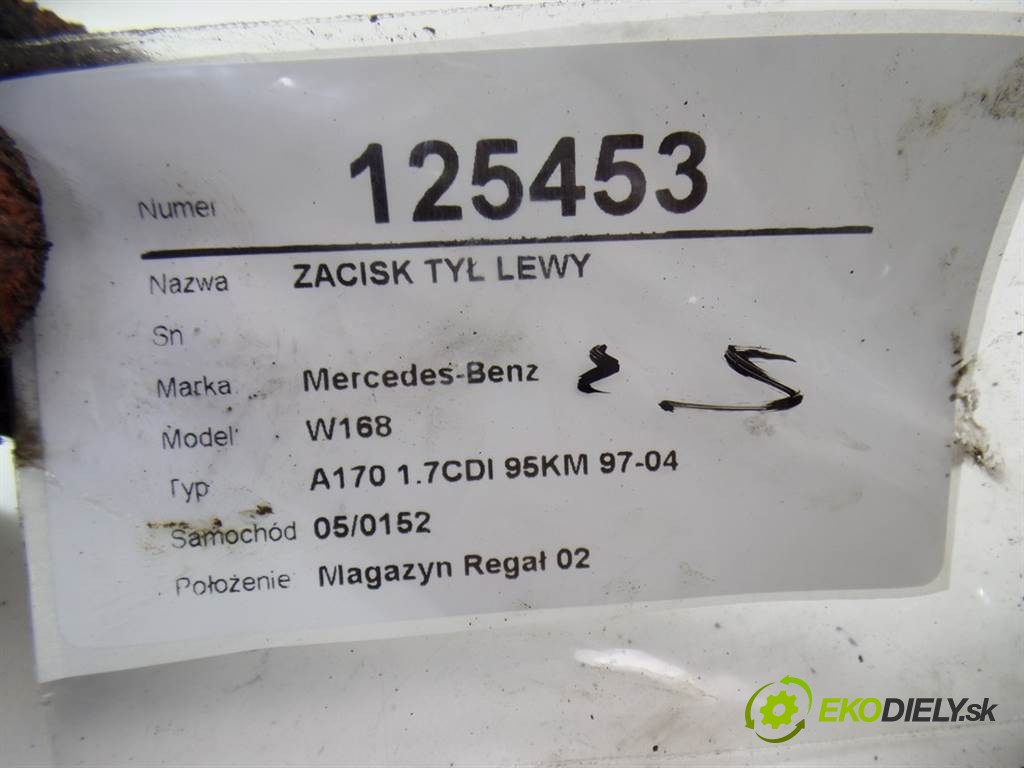 Numer 125453
Nazwa ZACISK TYŁ LEWY
Sn
Marka Mercedes-Benz
Model W168
Typ A170 1.7CDI 95KM 97-04
Samochód 05/0152
Położenie Magazyn Regał 02
EKODIELY.sk